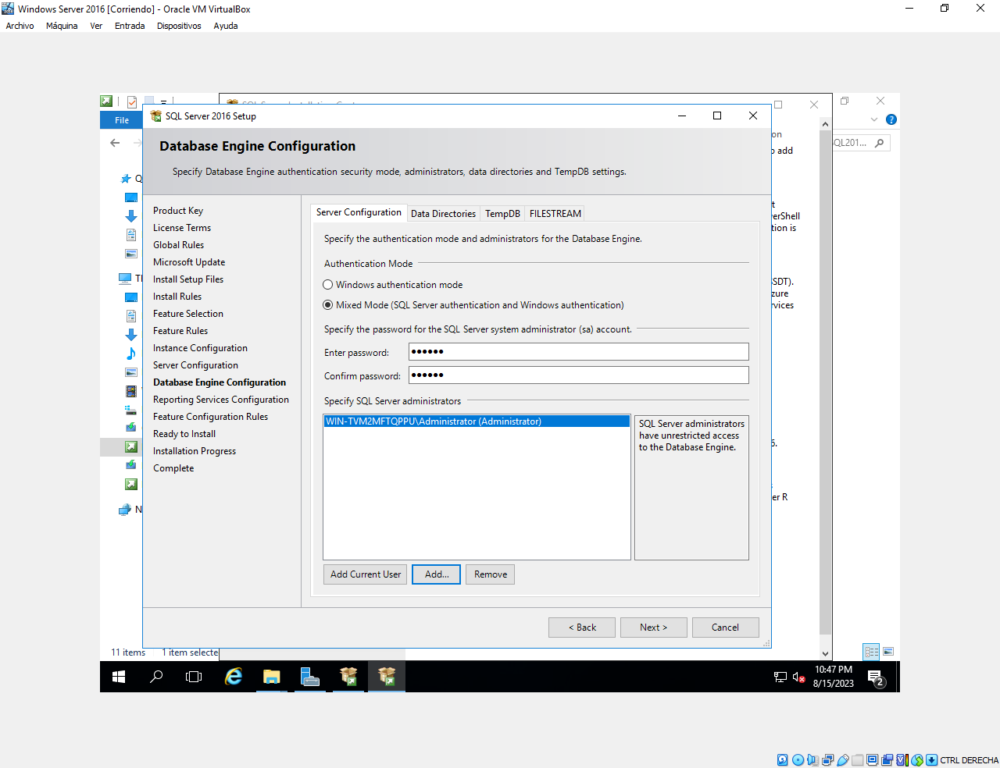 Windows Server 2016 [Corriendo] - Oracle VM VirtualBox
Archivo Máquina Ver Entrada Dispositivos Ayuda
File
SQL Server 2016 Setup
Database Engine Configuration
Specify Database Engine authentication security mode, administrators, data directories and TempDB settings.
Product Key
License Terms
Global Rules
Microsoft Update
Install Setup Files
Install Rules
Feature Selection
Feature Rules
Instance Configuration
Server Configuration
Database Engine Configuration
Reporting Services Configuration
Feature Configuration Rules
Ready to Install
Installation Progress
Complete
Server Configuration Data Directories TempDB FILESTREAM
Specify the authentication mode and administrators for the Database Engine.
Authentication Mode
Windows authentication mode
Mixed Mode (SQL Server authentication and Windows authentication)
Specify the password for the SQL Server system administrator (sa) account.
Enter password: ●●●●●●
Confirm password: ●●●●●●
Specify SQL Server administrators
WIN-TVM2MFTQPPU\Administrator (Administrator)
SQL Server administrators
have unrestricted access
to the Database Engine.
Add Current User Add... Remove
< Back Next > Cancel
on
add
QL201...
erShell
tion is
SDT).
zure
rvices
6.
er R
11 items 1 item selecte
10:47 PM
8/15/2023
2
CTRL DERECHA